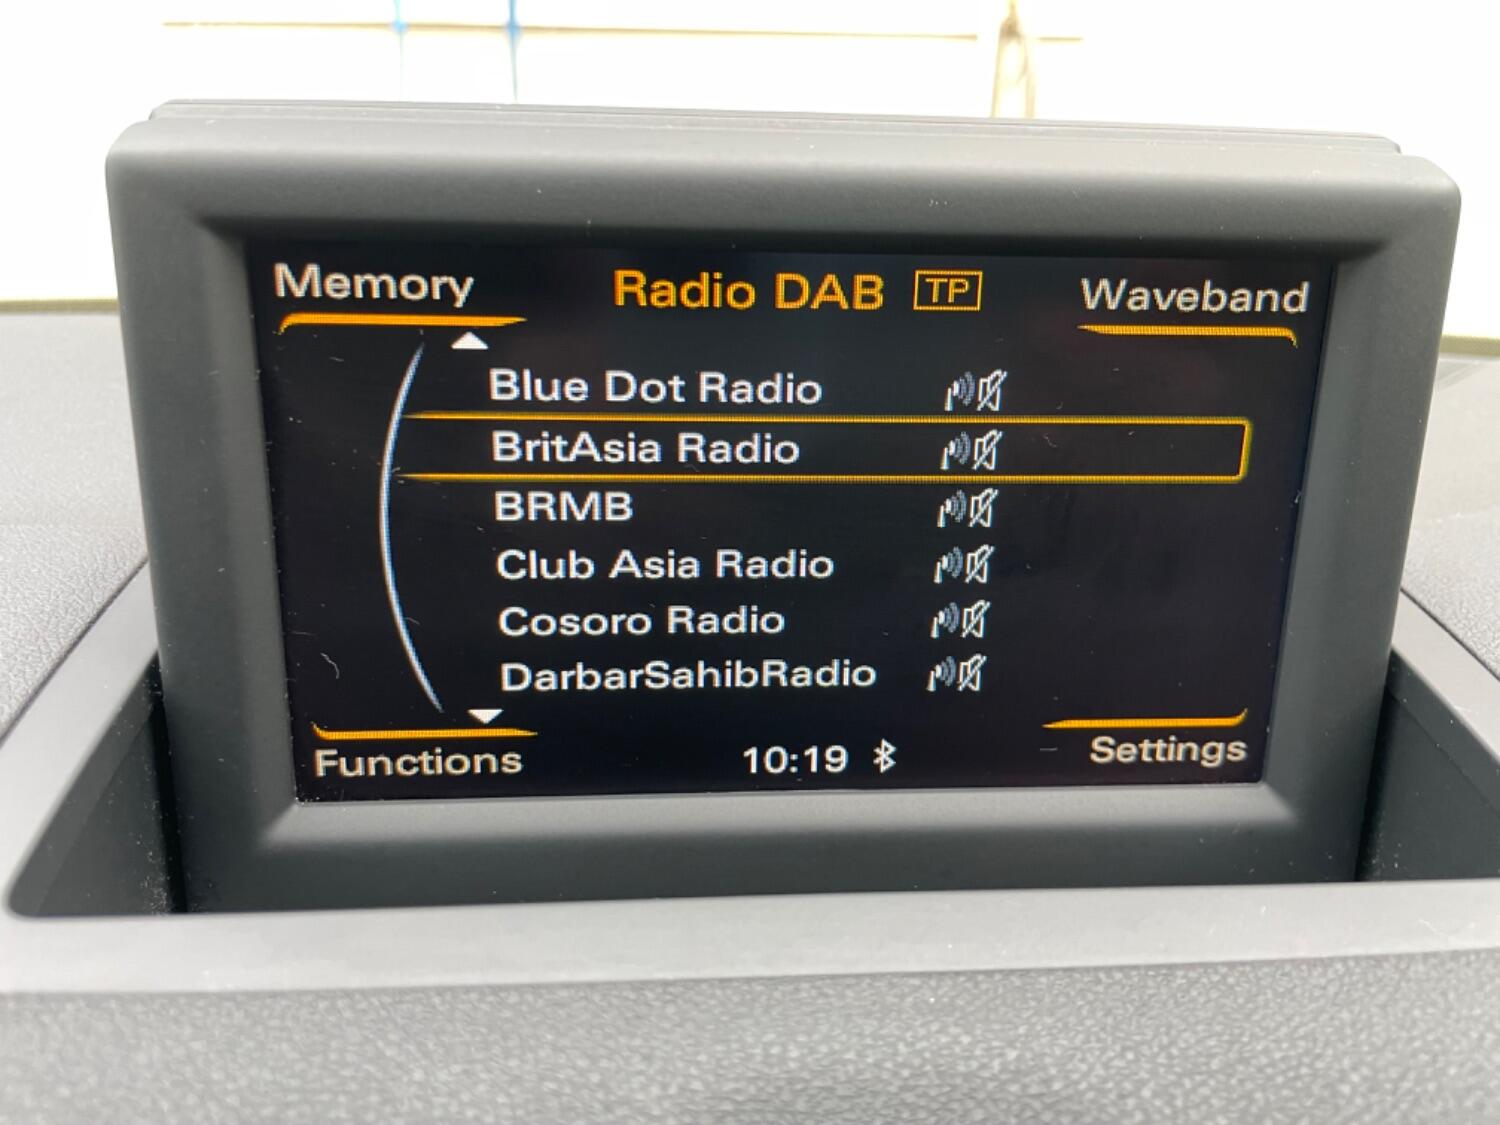 Memory
Radio DAB TP
Waveband
Blue Dot Radio
BritAsia Radio
BRMB
Club Asia Radio
Cosoro Radio
DarbarSahibRadio
Functions
10:19
Settings